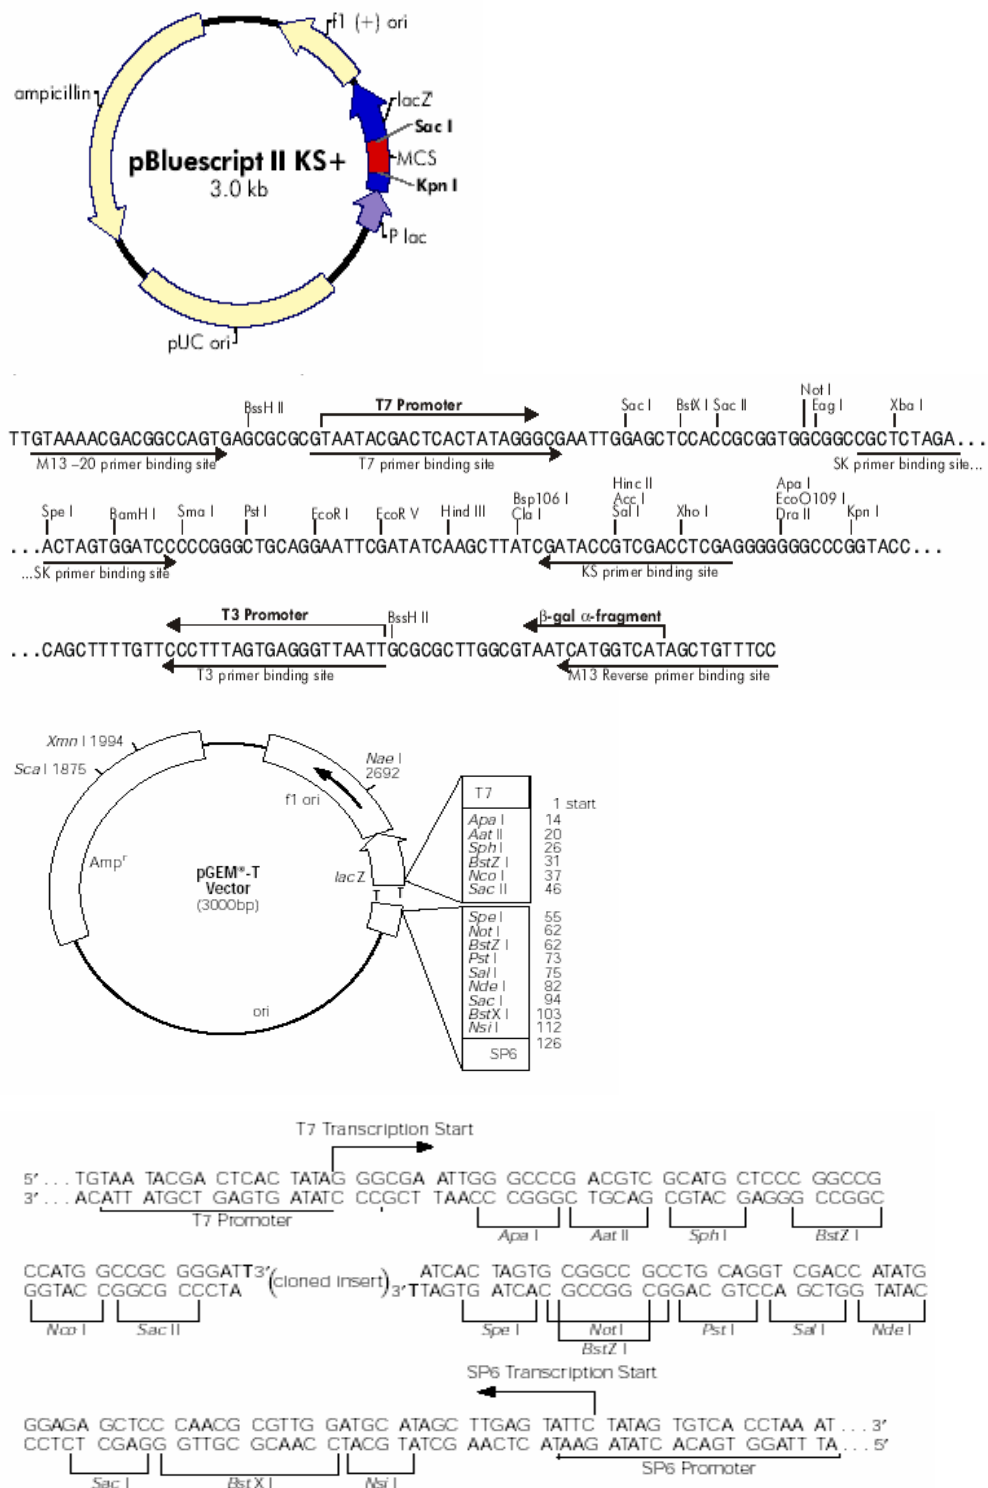 f1 (+) ori
ampicillin
lacZ'
Sac I
pBluescript II KS+
MCS
3.0 kb
Kpn I
P lac
pUC ori
Not I
BssH II
T7 Promoter
Sac I
BstX I
Sac II
Eag I
Xba I
TTGTAAAACGACGGCCAGTGAGCGCGCGTAATACGACTCACTATAGGGCGAATTGGAGCTCCACCGCGGTGGCGGCCGCTCTAGA...
M13 –20 primer binding site
T7 primer binding site
SK primer binding site...
Hinc II
Apa I
Bsp106 I
Acc I
EcoO109 I
Spe I
BamH I
Sma I
Pst I
EcoR I
EcoR V
Hind III
Cla I
Sal I
Xho I
Dra II
Kpn I
...ACTAGTGGATCCCCCGGGCTGCAGGAATTCGATATCAAGCTTATCGATACCGTCGACCTCGAGGGGGGGCCCGGTACC...
...SK primer binding site
KS primer binding site
T3 Promoter
BssH II
β-gal α-fragment
...CAGCTTTTGTTCCCTTTAGTGAGGGTTAATTGCGCGCTTGGCGTAATCATGGTCATAGCTGTTTCC
T3 primer binding site
M13 Reverse primer binding site
Xmn I 1994
Sca I 1875
Nae I
2692
f1 ori
T7
1 start
Apa I 14
Aat II 20
Sph I 26
BstZ I 31
Nco I 37
Sac II 46
Ampr
pGEM®-T
Vector
(3000bp)
lacZ
T T
Spe I 55
Not I 62
BstZ I 62
Pst I 73
Sal I 75
Nde I 82
Sac I 94
BstX I 103
Nsi I 112
126
SP6
ori
T7 Transcription Start
5′ ... TGTAA TACGA CTCAC TATAG GGCGA ATTGG GCCCG ACGTC GCATG CTCCC GGCCG
3′ ... ACATT ATGCT GAGTG ATATC CCGCT TAACC CGGGC TGCAG CGTAC GAGGG CCGGC
T7 Promoter
Apa I
Aat II
Sph I
BstZ I
CCATG GCCGC GGGATT3′ (cloned insert) ATCAC TAGTG CGGCC GCCTG CAGGT CGACC ATATG
GGTAC CGGCG CCCTA 3′TTAGTG ATCAC GCCGG CGGAC GTCCA GCTGG TATAC
Nco I
Sac II
Spe I
Not I
Pst I
Sal I
Nde I
BstZ I
SP6 Transcription Start
GGAGA GCTCC CAACG CGTTG GATGC ATAGC TTGAG TATTC TATAG TGTCA CCTAA AT ... 3′
CCTCT CGAGG GTTGC GCAAC CTACG TATCG AACTC ATAAG ATATC ACAGT GGATT TA ... 5′
Sac I
BstX I
Nsi I
SP6 Promoter